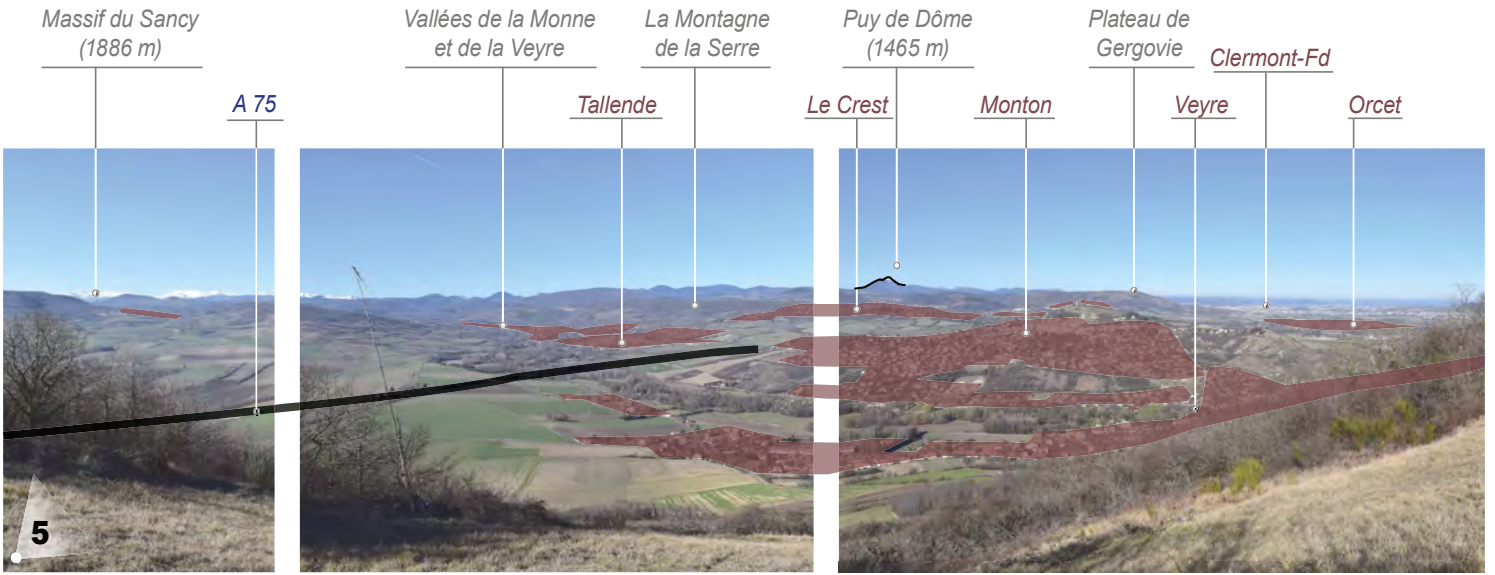 Massif du Sancy
(1886 m)
A 75
Vallées de la Monne
et de la Veyre
Tallende
La Montagne
de la Serre
Le Crest
Puy de Dôme
(1465 m)
Monton
Plateau de
Gergovie
Veyre
Clermont-Fd
Orcet
5